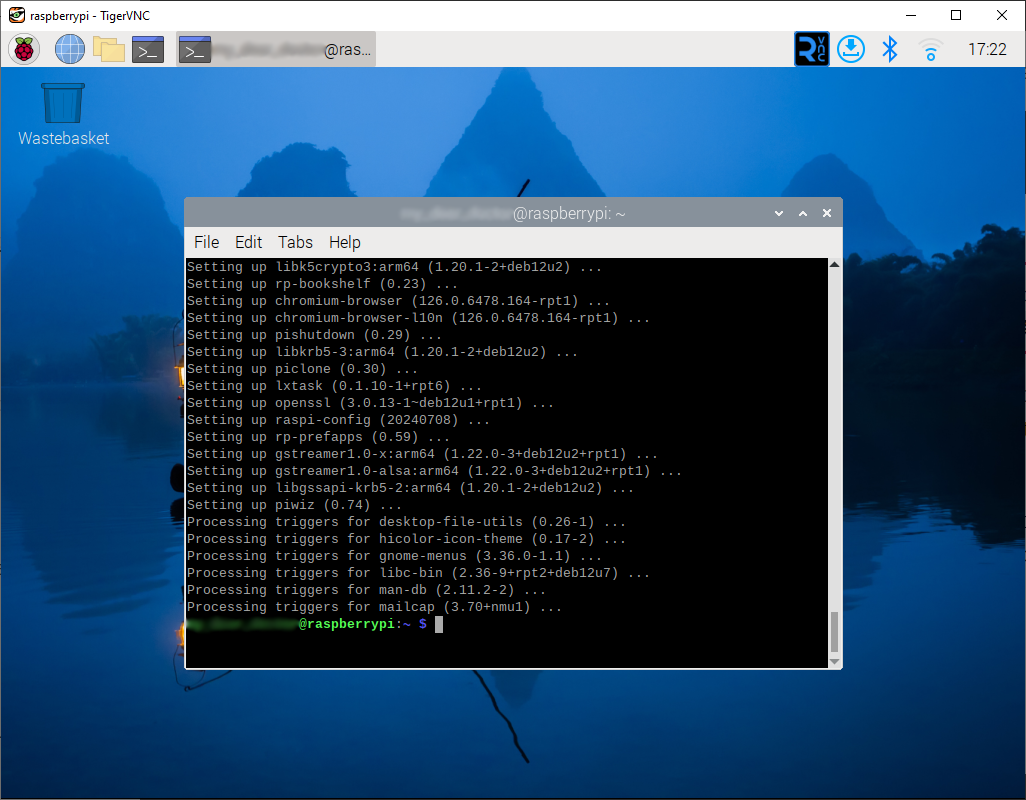 raspberrypi - TigerVNC
@ras...
VNC
17:22
Wastebasket
@raspberrypi: ~
File Edit Tabs Help
Setting up libk5crypto3:arm64 (1.20.1-2+deb12u2) ...
Setting up rp-bookshelf (0.23) ...
Setting up chromium-browser (126.0.6478.164-rpt1) ...
Setting up chromium-browser-l10n (126.0.6478.164-rpt1) ...
Setting up pishutdown (0.29) ...
Setting up libkrb5-3:arm64 (1.20.1-2+deb12u2) ...
Setting up piclone (0.30) ...
Setting up lxtask (0.1.10-1+rpt6) ...
Setting up openssl (3.0.13-1~deb12u1+rpt1) ...
Setting up raspi-config (20240708) ...
Setting up rp-prefapps (0.59) ...
Setting up gstreamer1.0-x:arm64 (1.22.0-3+deb12u2+rpt1) ...
Setting up gstreamer1.0-alsa:arm64 (1.22.0-3+deb12u2+rpt1) ...
Setting up libgssapi-krb5-2:arm64 (1.20.1-2+deb12u2) ...
Setting up piwiz (0.74) ...
Processing triggers for desktop-file-utils (0.26-1) ...
Processing triggers for hicolor-icon-theme (0.17-2) ...
Processing triggers for gnome-menus (3.36.0-1.1) ...
Processing triggers for libc-bin (2.36-9+rpt2+deb12u7) ...
Processing triggers for man-db (2.11.2-2) ...
Processing triggers for mailcap (3.70+nmu1) ...
@raspberrypi:~ $